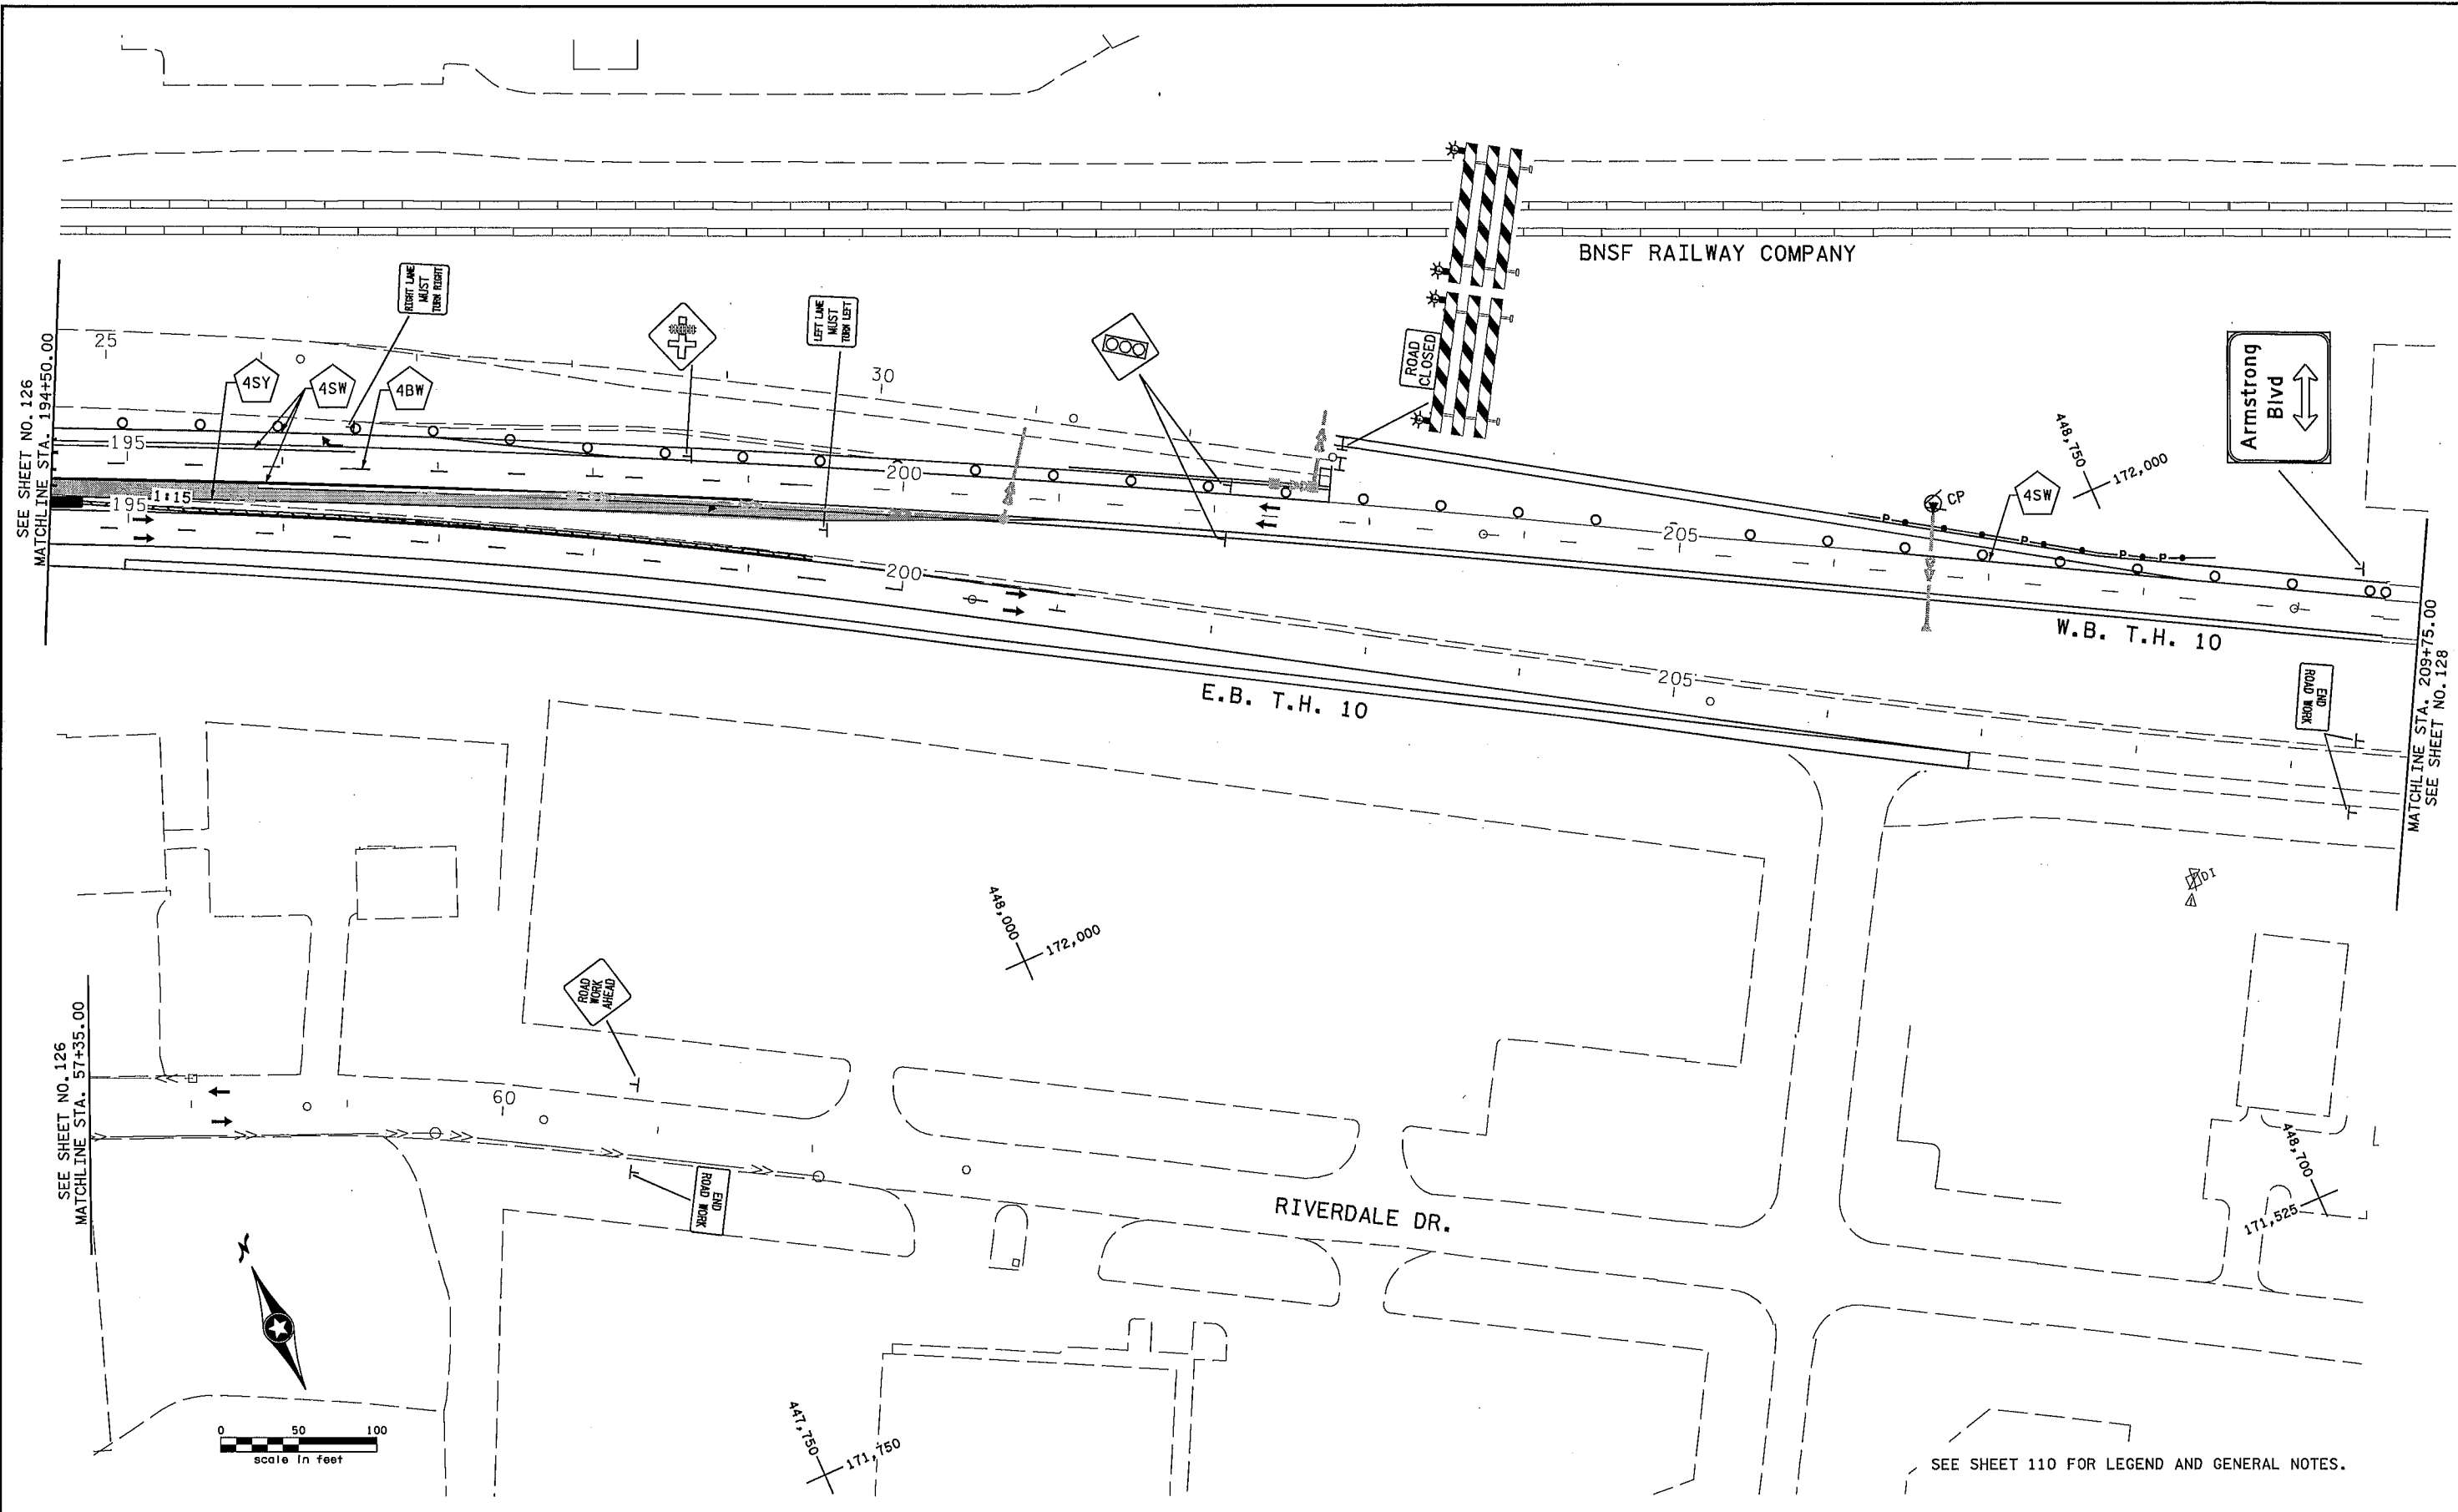 BNSF RAILWAY COMPANY
SEE SHEET NO. 126
MATCHLINE STA. 194+50.00
25
30
RIGHT LANE
MUST
TURN RIGHT
LEFT LANE
MUST
TURN LEFT
ROAD
CLOSED
Armstrong
Blvd
4SY
4SW
4BW
195
200
205
1:15
195
200
205
448,750
172,000
CP
4SW
P
P
P
P
W.B. T.H. 10
E.B. T.H. 10
END
ROAD WORK
MATCHLINE STA. 209+75.00
SEE SHEET NO. 128
DI
448,000
172,000
ROAD
WORK
AHEAD
SEE SHEET NO. 126
MATCHLINE STA. 57+35.00
60
END
ROAD WORK
RIVERDALE DR.
448,700
171,525
N
0 50 100
scale in feet
447,750
171,750
SEE SHEET 110 FOR LEGEND AND GENERAL NOTES.